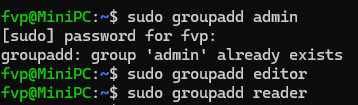 fvp@MiniPC:~$ sudo groupadd admin
[sudo] password for fvp:
groupadd: group 'admin' already exists
fvp@MiniPC:~$ sudo groupadd editor
fvp@MiniPC:~$ sudo groupadd reader